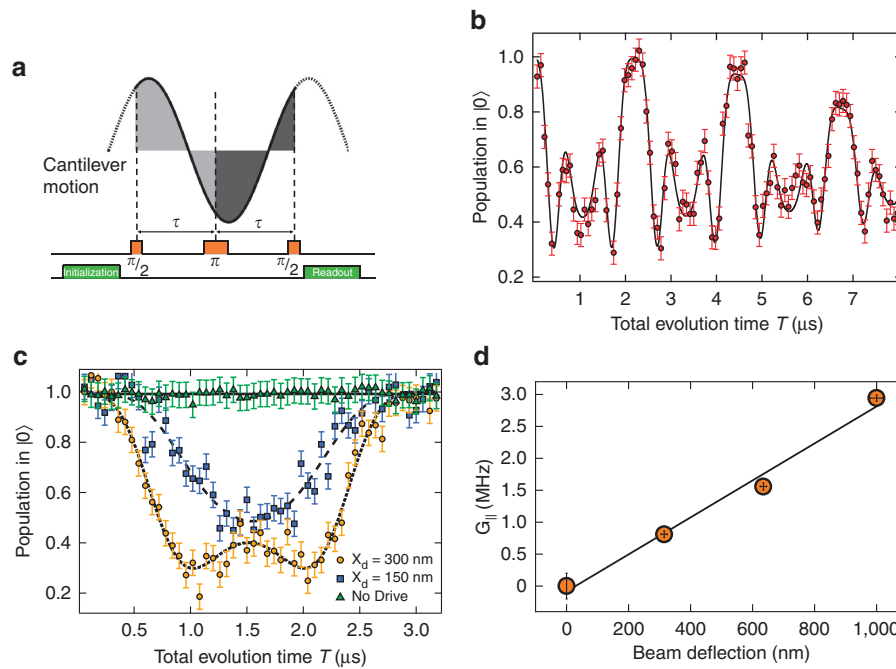 a
Cantilever
motion
τ
τ
π/2
π
π/2
Initialization
Readout
b
Population in |0⟩
1.0
0.8
0.6
0.4
0.2
1
2
3
4
5
6
7
Total evolution time T (μs)
c
Population in |0⟩
1.0
0.8
0.6
0.4
0.2
X_d = 300 nm
X_d = 150 nm
No Drive
0.5
1.0
1.5
2.0
2.5
3.0
Total evolution time T (μs)
d
G_|| (MHz)
3.0
2.5
2.0
1.5
1.0
0.5
0
0
200
400
600
800
1,000
Beam deflection (nm)